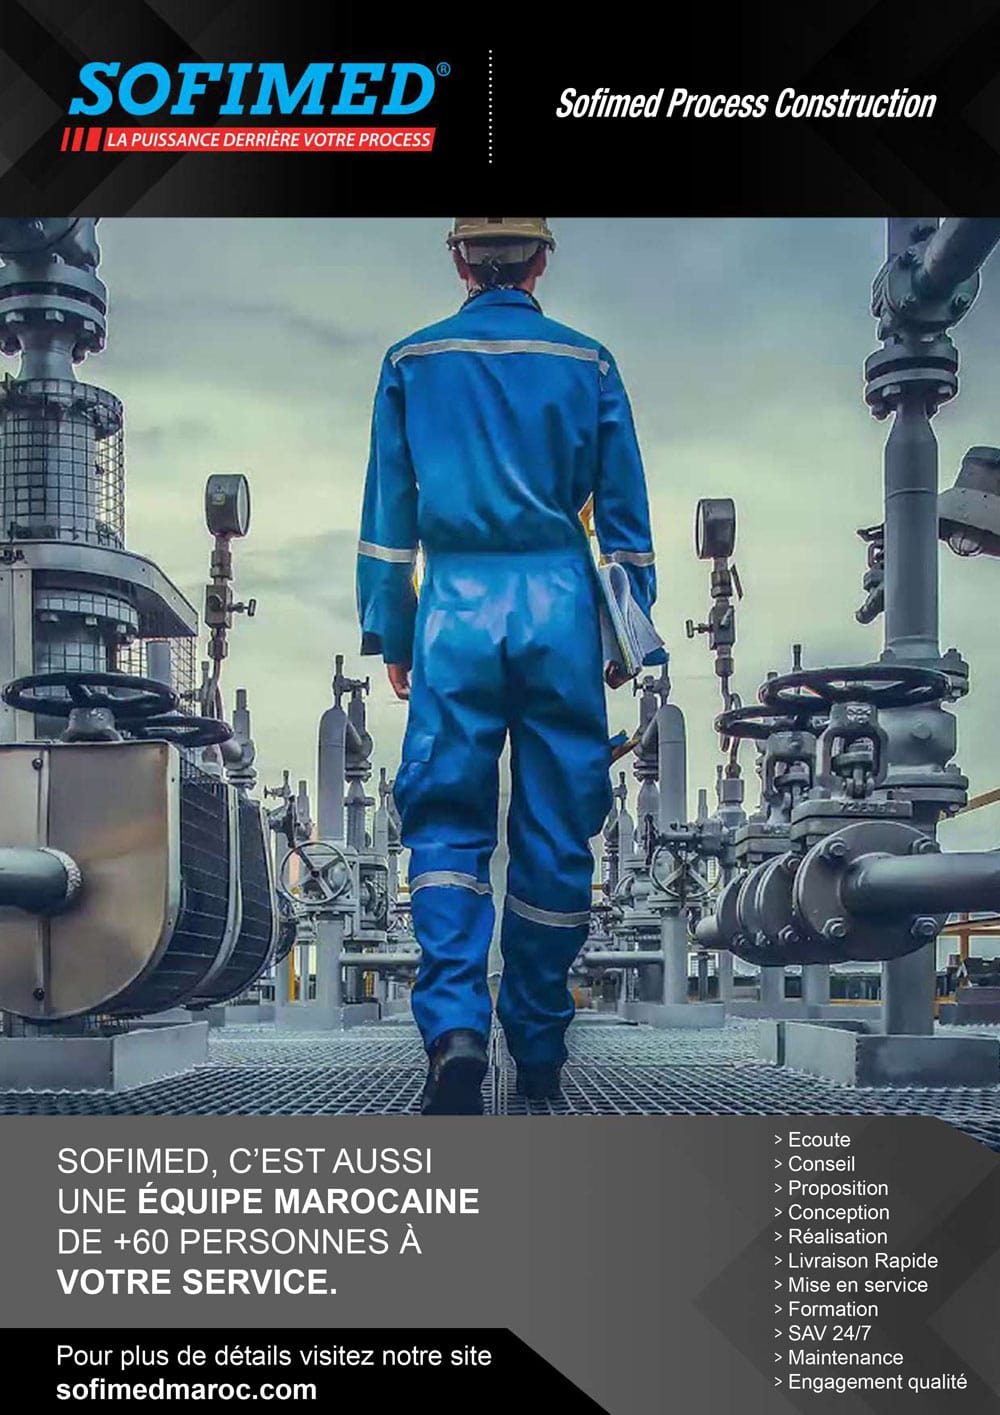 SOFIMED®
LA PUISSANCE DERRIÈRE VOTRE PROCESS
Sofimed Process Construction
SOFIMED, C’EST AUSSI
UNE ÉQUIPE MAROCAINE
DE +60 PERSONNES À
VOTRE SERVICE.
Pour plus de détails visitez notre site
sofimedmaroc.com
> Ecoute
> Conseil
> Proposition
> Conception
> Réalisation
> Livraison Rapide
> Mise en service
> Formation
> SAV 24/7
> Maintenance
> Engagement qualité